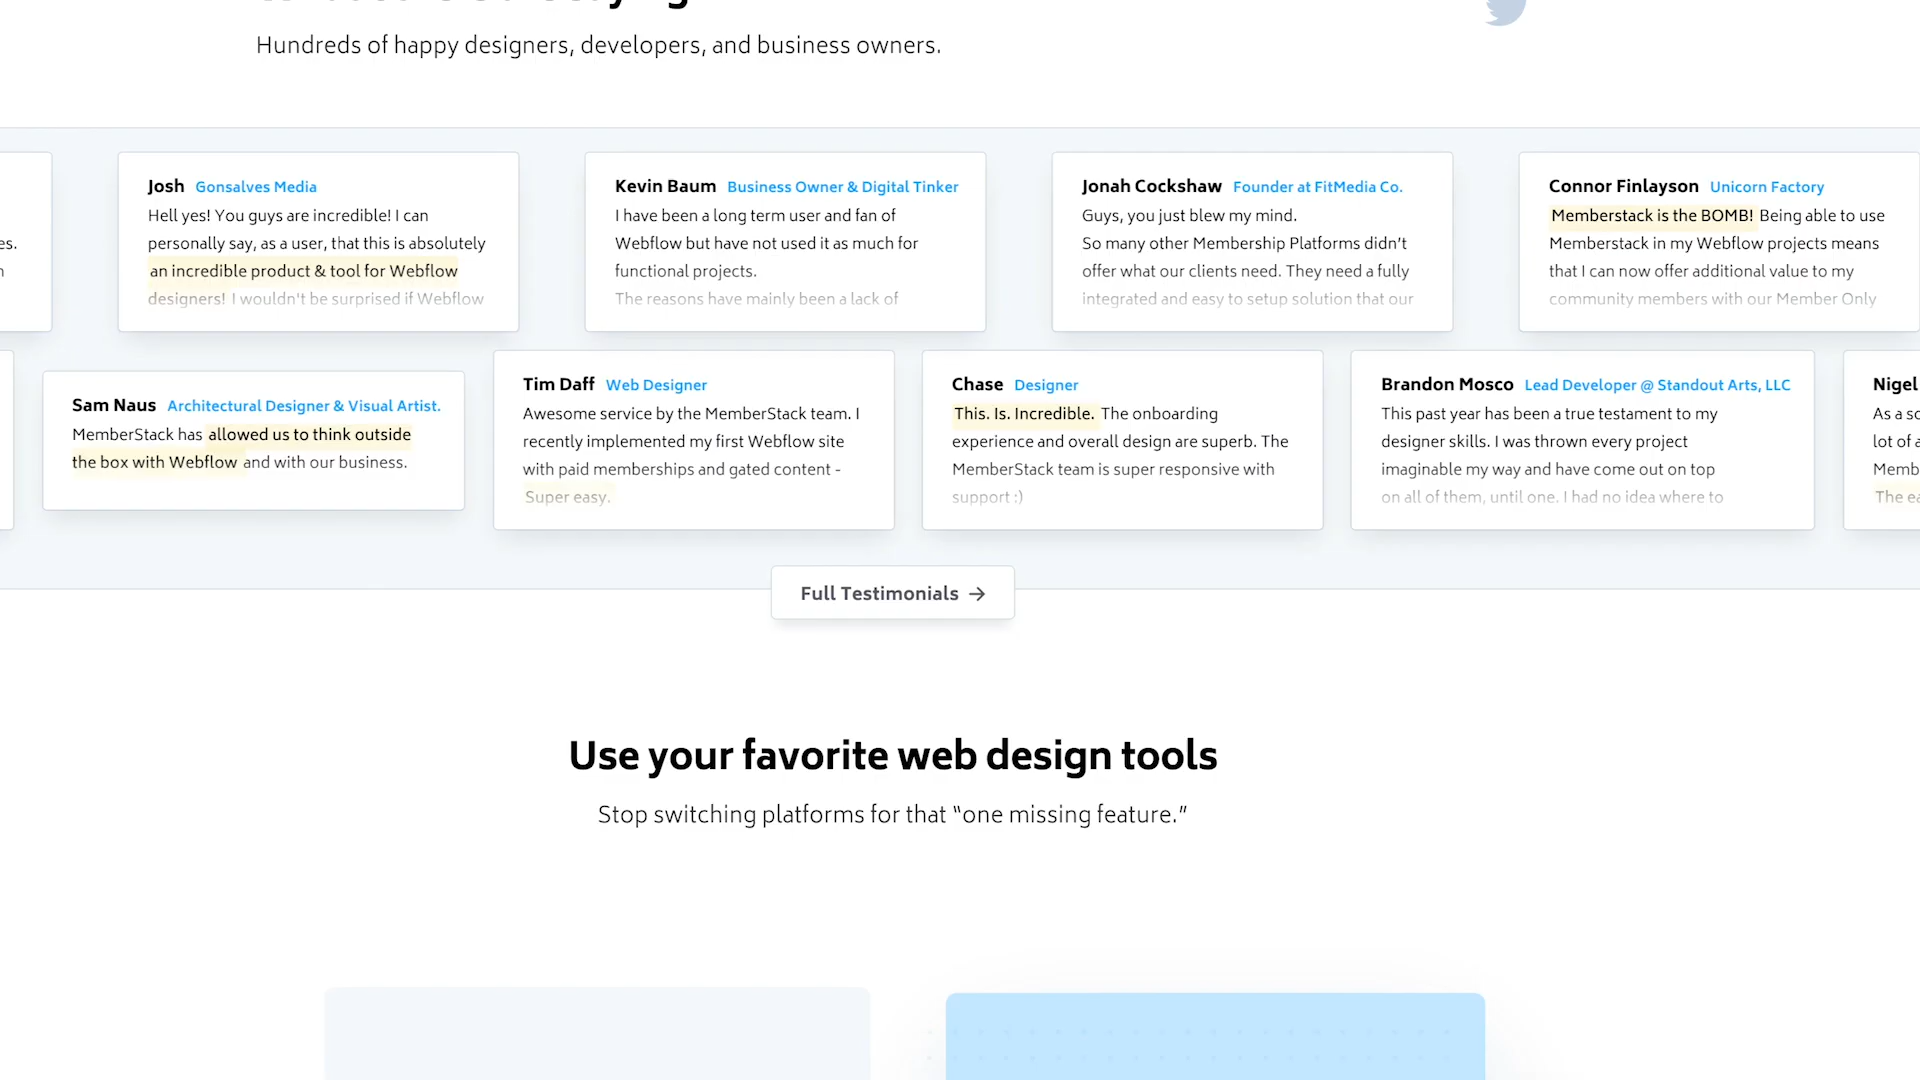 Hundreds of happy designers, developers, and business owners.
es.
Josh Gonsalves Media
Hell yes! You guys are incredible! I can
personally say, as a user, that this is absolutely
an incredible product & tool for Webflow
designers! I wouldn't be surprised if Webflow
Kevin Baum Business Owner & Digital Tinker
I have been a long term user and fan of
Webflow but have not used it as much for
functional projects.
The reasons have mainly been a lack of
Jonah Cockshaw Founder at FitMedia Co.
Guys, you just blew my mind.
So many other Membership Platforms didn’t
offer what our clients need. They need a fully
integrated and easy to setup solution that our
Connor Finlayson Unicorn Factory
Memberstack is the BOMB! Being able to use
Memberstack in my Webflow projects means
that I can now offer additional value to my
community members with our Member Only
Sam Naus Architectural Designer & Visual Artist.
MemberStack has allowed us to think outside
the box with Webflow and with our business.
Tim Daff Web Designer
Awesome service by the MemberStack team. I
recently implemented my first Webflow site
with paid memberships and gated content -
Super easy.
Chase Designer
This. Is. Incredible. The onboarding
experience and overall design are superb. The
MemberStack team is super responsive with
support :)
Brandon Mosco Lead Developer @ Standout Arts, LLC
This past year has been a true testament to my
designer skills. I was thrown every project
imaginable my way and have come out on top
on all of them, until one. I had no idea where to
Nigel
As a
lot of
Memb
The
Full Testimonials →
Use your favorite web design tools
Stop switching platforms for that “one missing feature.”